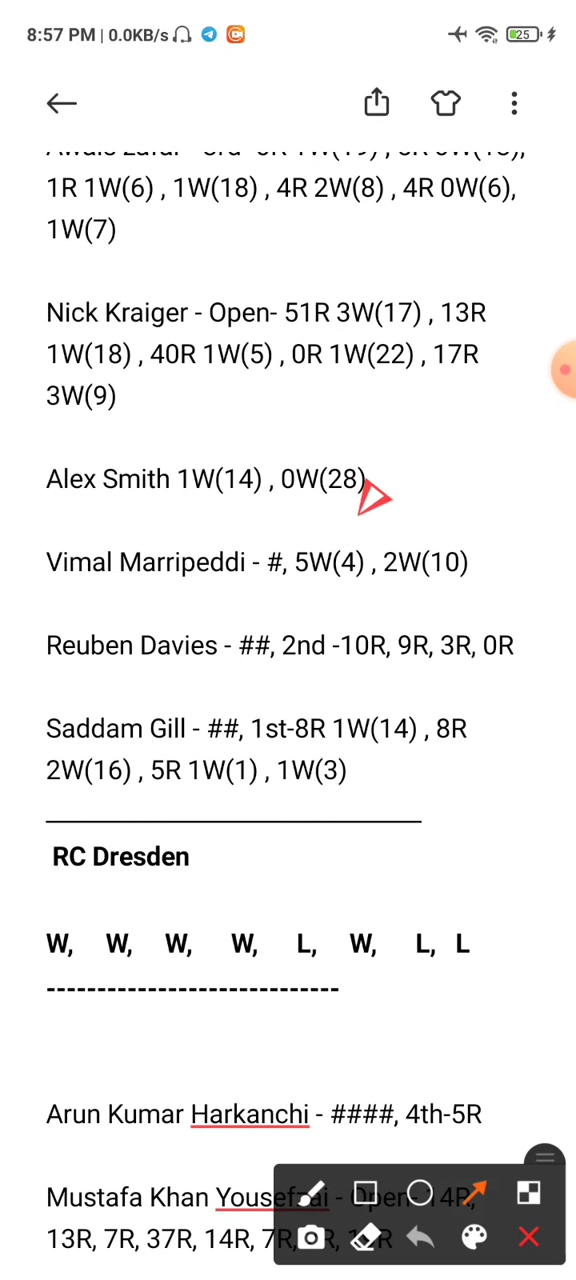 8:57 PM | 0.0KB/s
25
1R 1W(6) , 1W(18) , 4R 2W(8) , 4R 0W(6),
1W(7)
Nick Kraiger - Open- 51R 3W(17) , 13R
1W(18) , 40R 1W(5) , 0R 1W(22) , 17R
3W(9)
Alex Smith 1W(14) , 0W(28)
Vimal Marripeddi - #, 5W(4) , 2W(10)
Reuben Davies - ##, 2nd -10R, 9R, 3R, 0R
Saddam Gill - ##, 1st-8R 1W(14) , 8R
2W(16) , 5R 1W(1) , 1W(3)
RC Dresden
W, W, W, W, L, W, L, L
----------------------------
Arun Kumar Harkanchi - ####, 4th-5R
Mustafa Khan Yousefzai - Open- 14R,
13R, 7R, 37R, 14R, 7R,